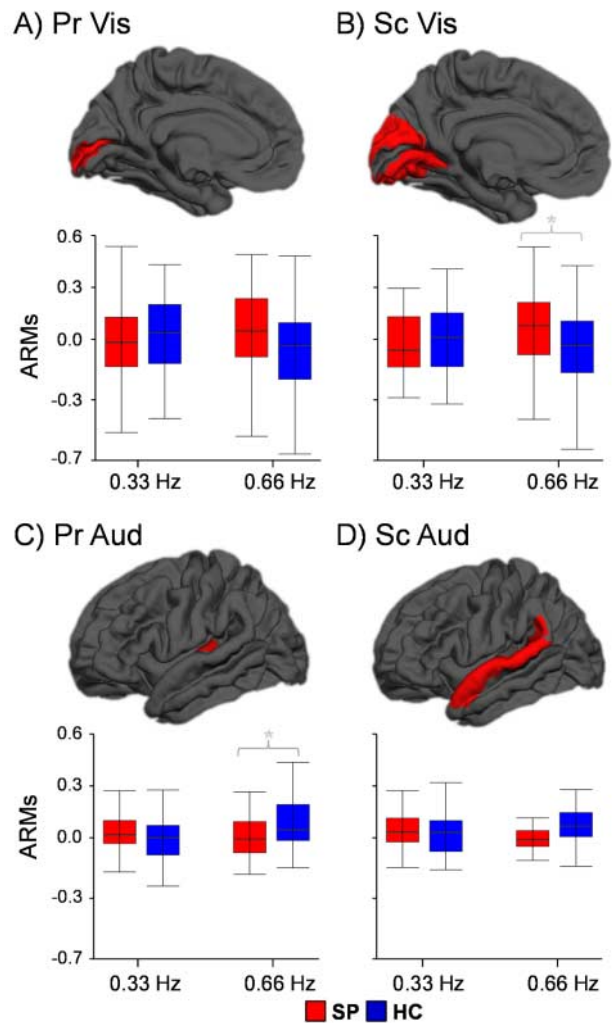 A) Pr Vis
B) Sc Vis
*
0.6
0.3
0.0
-0.3
-0.7
ARMs
0.33 Hz 0.66 Hz
0.33 Hz 0.66 Hz
C) Pr Aud
D) Sc Aud
*
0.6
0.3
0.0
-0.3
-0.7
ARMs
0.33 Hz 0.66 Hz
0.33 Hz 0.66 Hz
SP HC